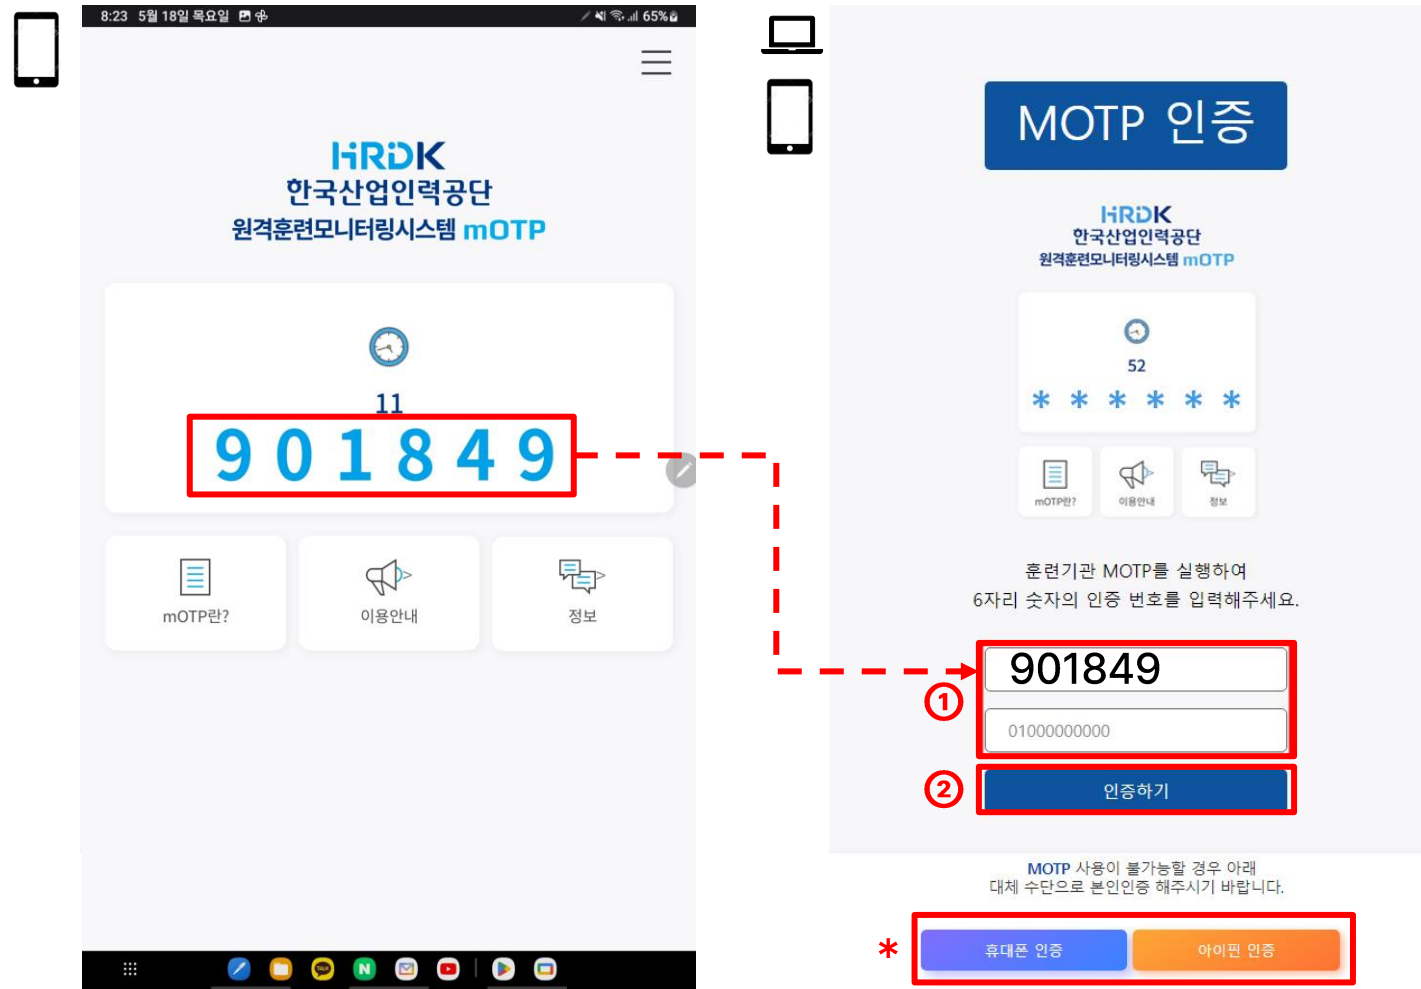 8:23 5월 18일 목요일
65%
HRDK
한국산업인력공단
원격훈련모니터링시스템 mOTP
11
901849
mOTP란?
이용안내
정보
TALK
N
MOTP 인증
HRDK
한국산업인력공단
원격훈련모니터링시스템 mOTP
52
* * * * * *
mOTP란?
이용안내
정보
훈련기관 MOTP를 실행하여
6자리 숫자의 인증 번호를 입력해주세요.
901849
①
01000000000
②
인증하기
MOTP 사용이 불가능할 경우 아래
대체 수단으로 본인인증 해주시기 바랍니다.
*
휴대폰 인증
아이핀 인증